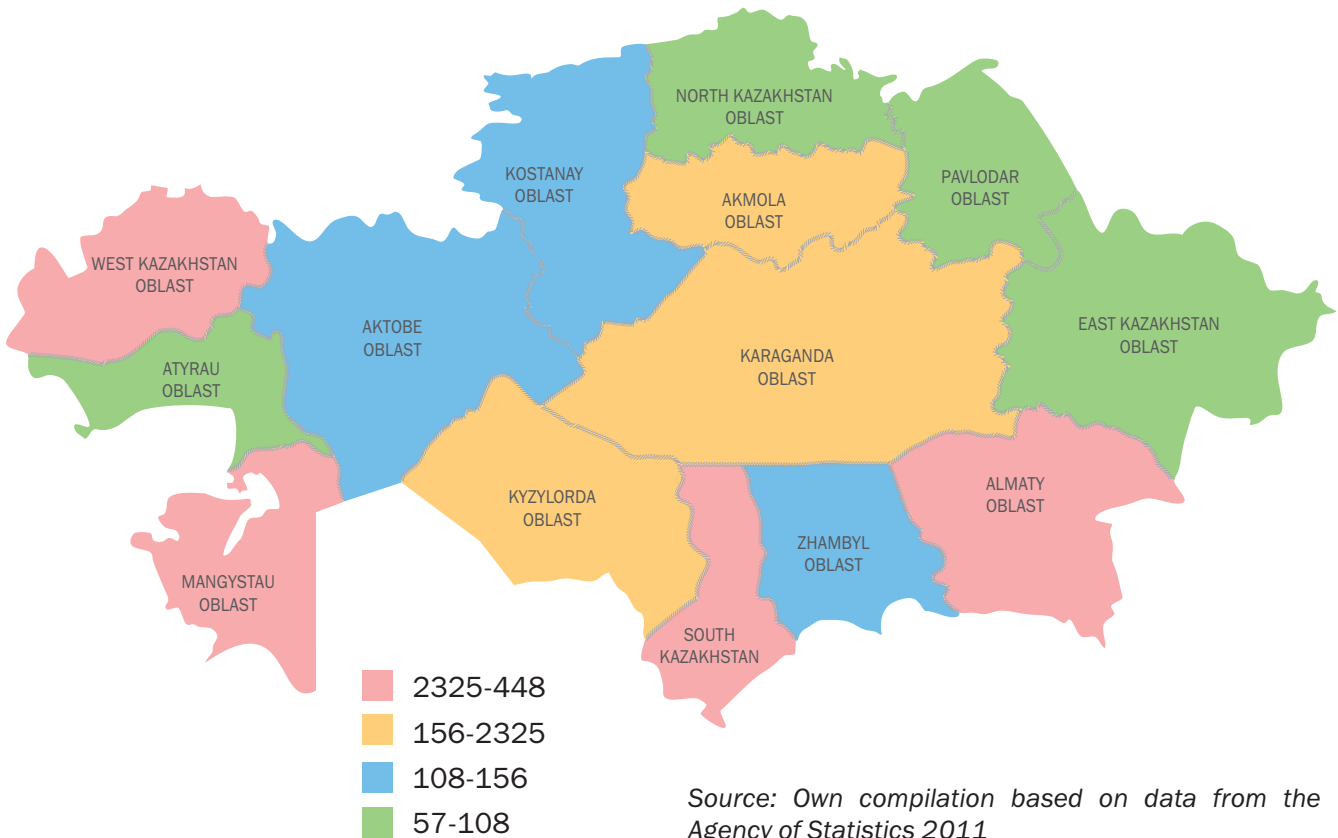 NORTH KAZAKHSTAN
OBLAST
KOSTANAY
OBLAST
AKMOLA
OBLAST
PAVLODAR
OBLAST
WEST KAZAKHSTAN
OBLAST
AKTOBE
OBLAST
EAST KAZAKHSTAN
OBLAST
ATYRAU
OBLAST
KARAGANDA
OBLAST
KYZYLORDA
OBLAST
ALMATY
OBLAST
ZHAMBYL
OBLAST
MANGYSTAU
OBLAST
SOUTH
KAZAKHSTAN
2325-448
156-2325
108-156
57-108
Source: Own compilation based on data from the
Agency of Statistics 2011